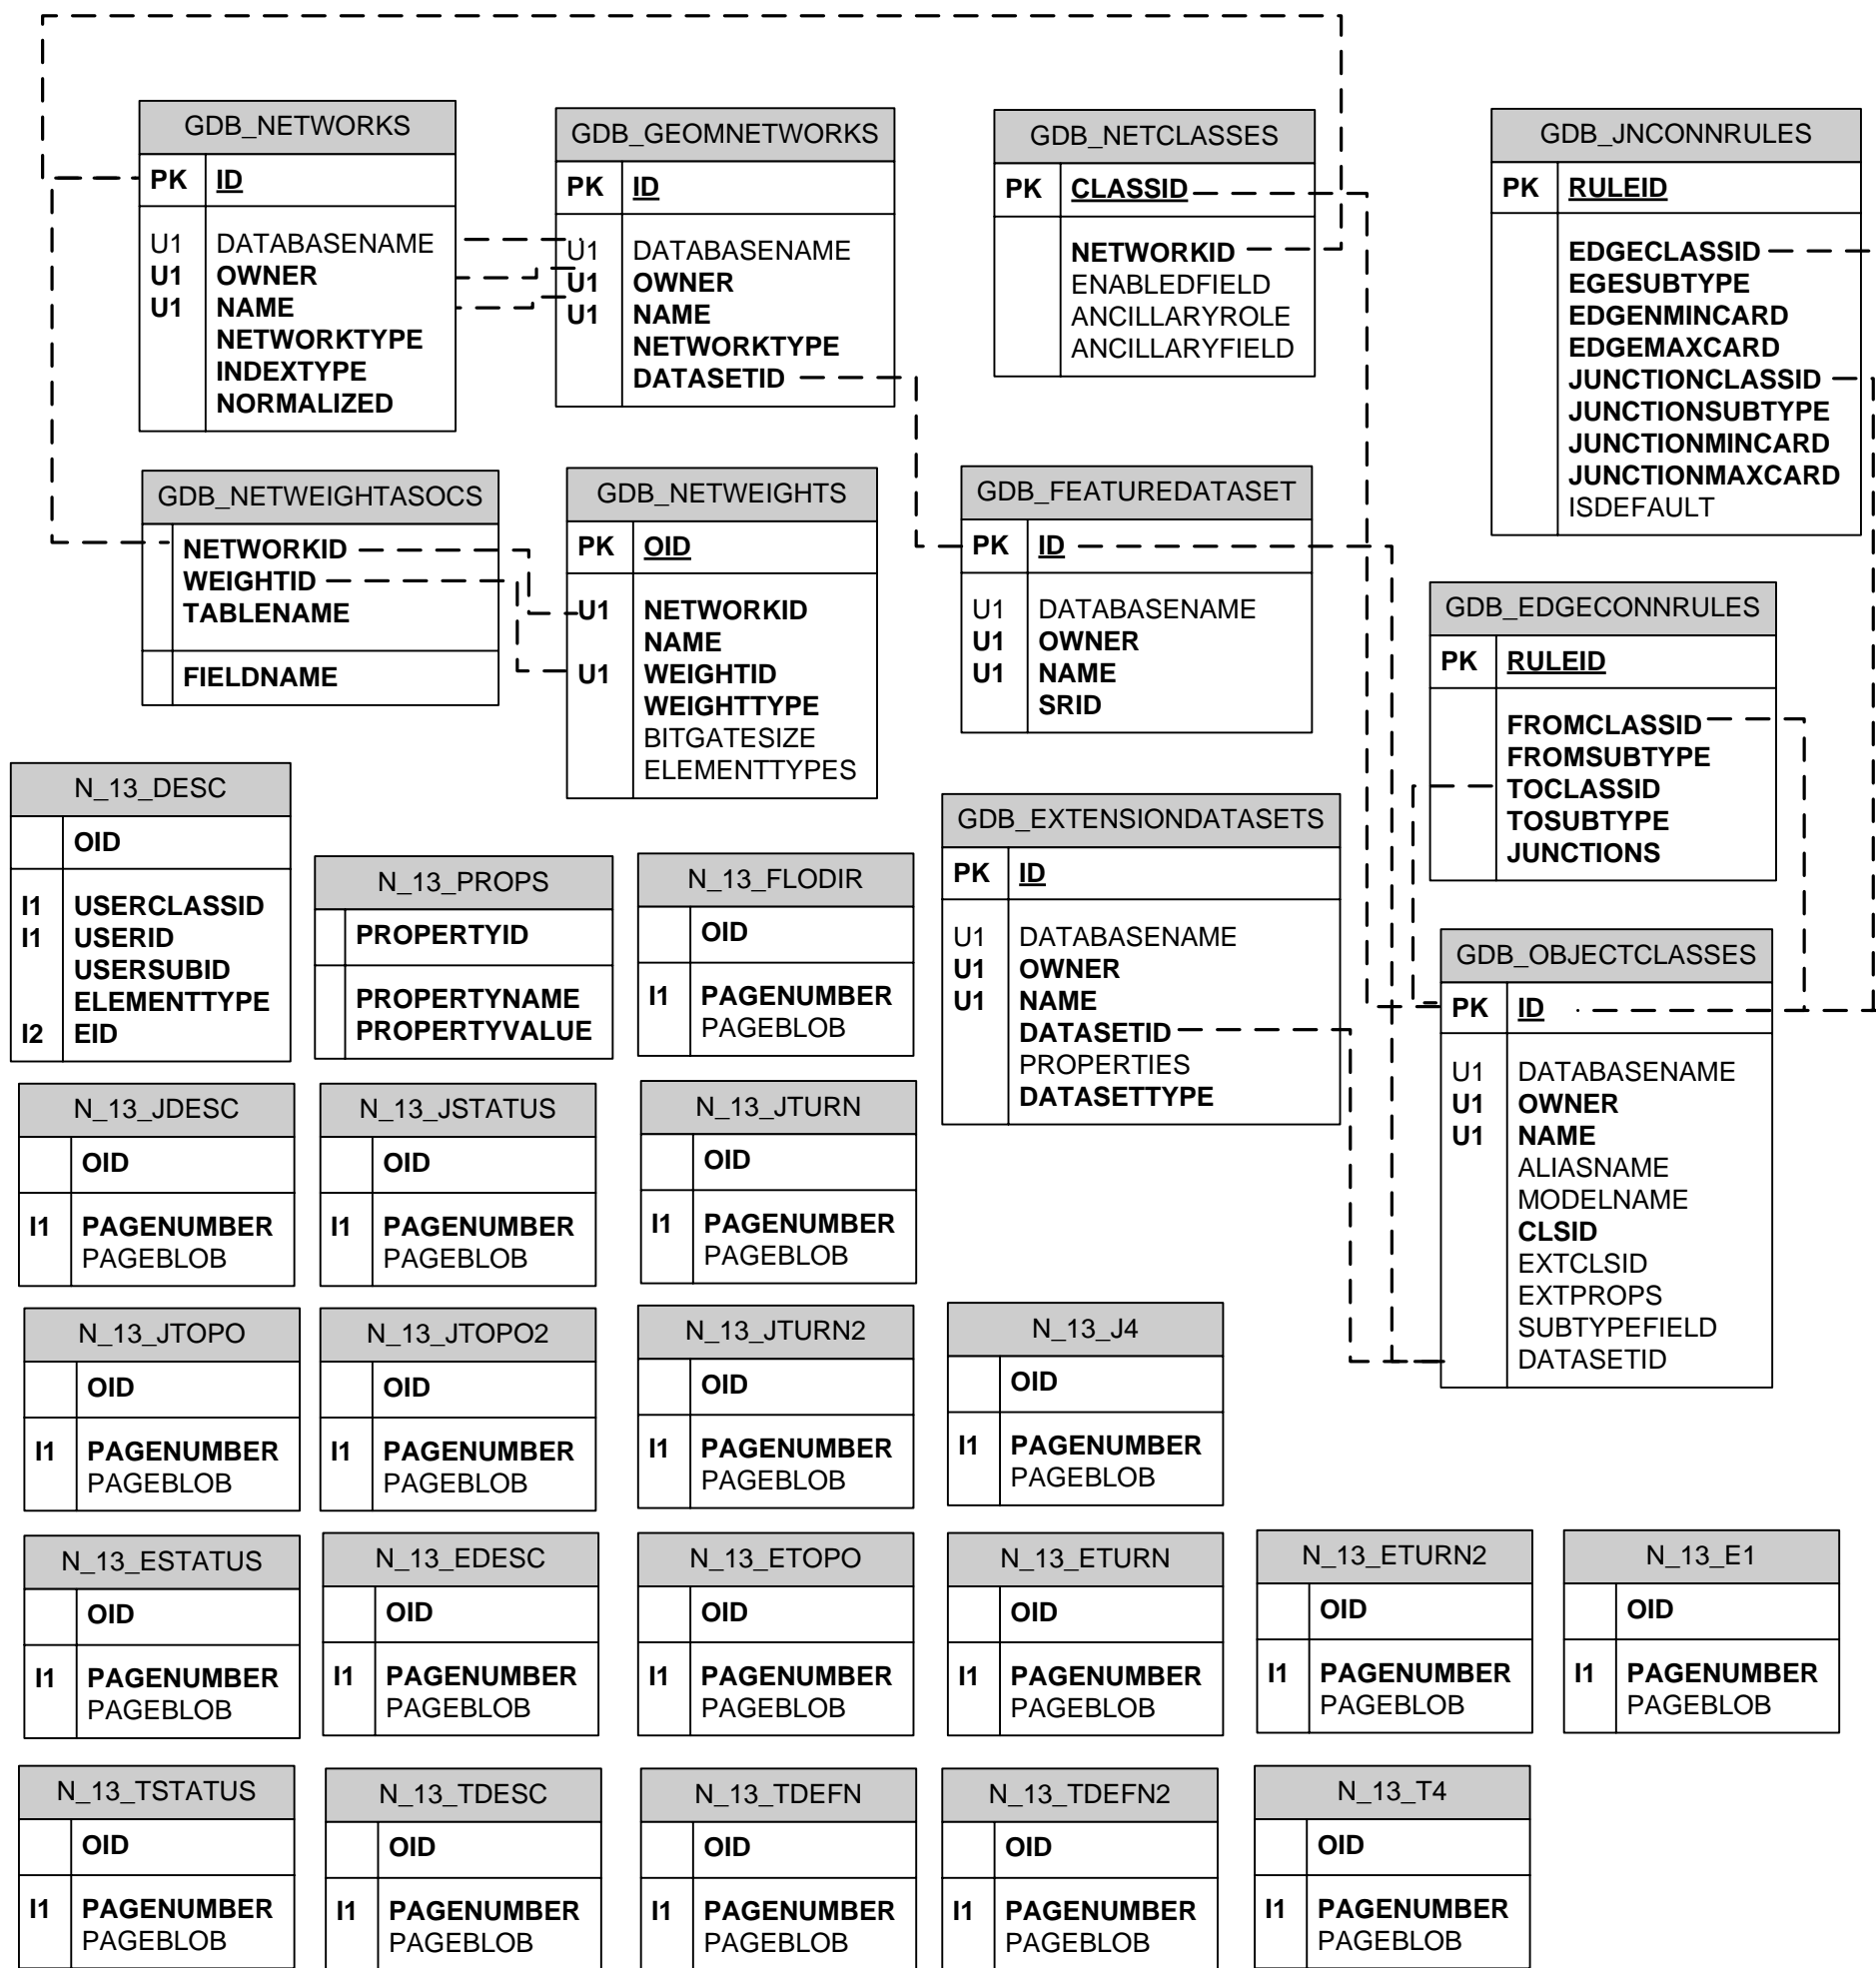 GDB_NETWORKS
PK ID
U1 DATABASENAME
U1 OWNER
U1 NAME
NETWORKTYPE
INDEXTYPE
NORMALIZED
GDB_GEOMNETWORKS
PK ID
U1 DATABASENAME
U1 OWNER
U1 NAME
NETWORKTYPE
DATASETID
GDB_NETCLASSES
PK CLASSID
NETWORKID
ENABLEDFIELD
ANCILLARYROLE
ANCILLARYFIELD
GDB_JNCONNRULES
PK RULEID
EDGECLASSID
EGESUBTYPE
EDGENMINCARD
EDGEMAXCARD
JUNCTIONCLASSID
JUNCTIONSUBTYPE
JUNCTIONMINCARD
JUNCTIONMAXCARD
ISDEFAULT
GDB_NETWEIGHTASOCS
NETWORKID
WEIGHTID
TABLENAME
FIELDNAME
GDB_NETWEIGHTS
PK OID
U1 NETWORKID
NAME
U1 WEIGHTID
WEIGHTTYPE
BITGATESIZE
ELEMENTTYPES
GDB_FEATUREDATASET
PK ID
U1 DATABASENAME
U1 OWNER
U1 NAME
SRID
GDB_EDGECONNRULES
PK RULEID
FROMCLASSID
FROMSUBTYPE
TOCLASSID
TOSUBTYPE
JUNCTIONS
N_13_DESC
OID
I1 USERCLASSID
I1 USERID
USERSUBID
ELEMENTTYPE
I2 EID
N_13_PROPS
PROPERTYID
PROPERTYNAME
PROPERTYVALUE
N_13_FLODIR
OID
I1 PAGENUMBER
PAGEBLOB
GDB_EXTENSIONDATASETS
PK ID
U1 DATABASENAME
U1 OWNER
U1 NAME
DATASETID
PROPERTIES
DATASETTYPE
GDB_OBJECTCLASSES
PK ID
U1 DATABASENAME
U1 OWNER
U1 NAME
ALIASNAME
MODELNAME
CLSID
EXTCLSID
EXTPROPS
SUBTYPEFIELD
DATASETID
N_13_JDESC
OID
I1 PAGENUMBER
PAGEBLOB
N_13_JSTATUS
OID
I1 PAGENUMBER
PAGEBLOB
N_13_JTURN
OID
I1 PAGENUMBER
PAGEBLOB
N_13_JTOPO
OID
I1 PAGENUMBER
PAGEBLOB
N_13_JTOPO2
OID
I1 PAGENUMBER
PAGEBLOB
N_13_JTURN2
OID
I1 PAGENUMBER
PAGEBLOB
N_13_J4
OID
I1 PAGENUMBER
PAGEBLOB
N_13_ESTATUS
OID
I1 PAGENUMBER
PAGEBLOB
N_13_EDESC
OID
I1 PAGENUMBER
PAGEBLOB
N_13_ETOPO
OID
I1 PAGENUMBER
PAGEBLOB
N_13_ETURN
OID
I1 PAGENUMBER
PAGEBLOB
N_13_ETURN2
OID
I1 PAGENUMBER
PAGEBLOB
N_13_E1
OID
I1 PAGENUMBER
PAGEBLOB
N_13_TSTATUS
OID
I1 PAGENUMBER
PAGEBLOB
N_13_TDESC
OID
I1 PAGENUMBER
PAGEBLOB
N_13_TDEFN
OID
I1 PAGENUMBER
PAGEBLOB
N_13_TDEFN2
OID
I1 PAGENUMBER
PAGEBLOB
N_13_T4
OID
I1 PAGENUMBER
PAGEBLOB